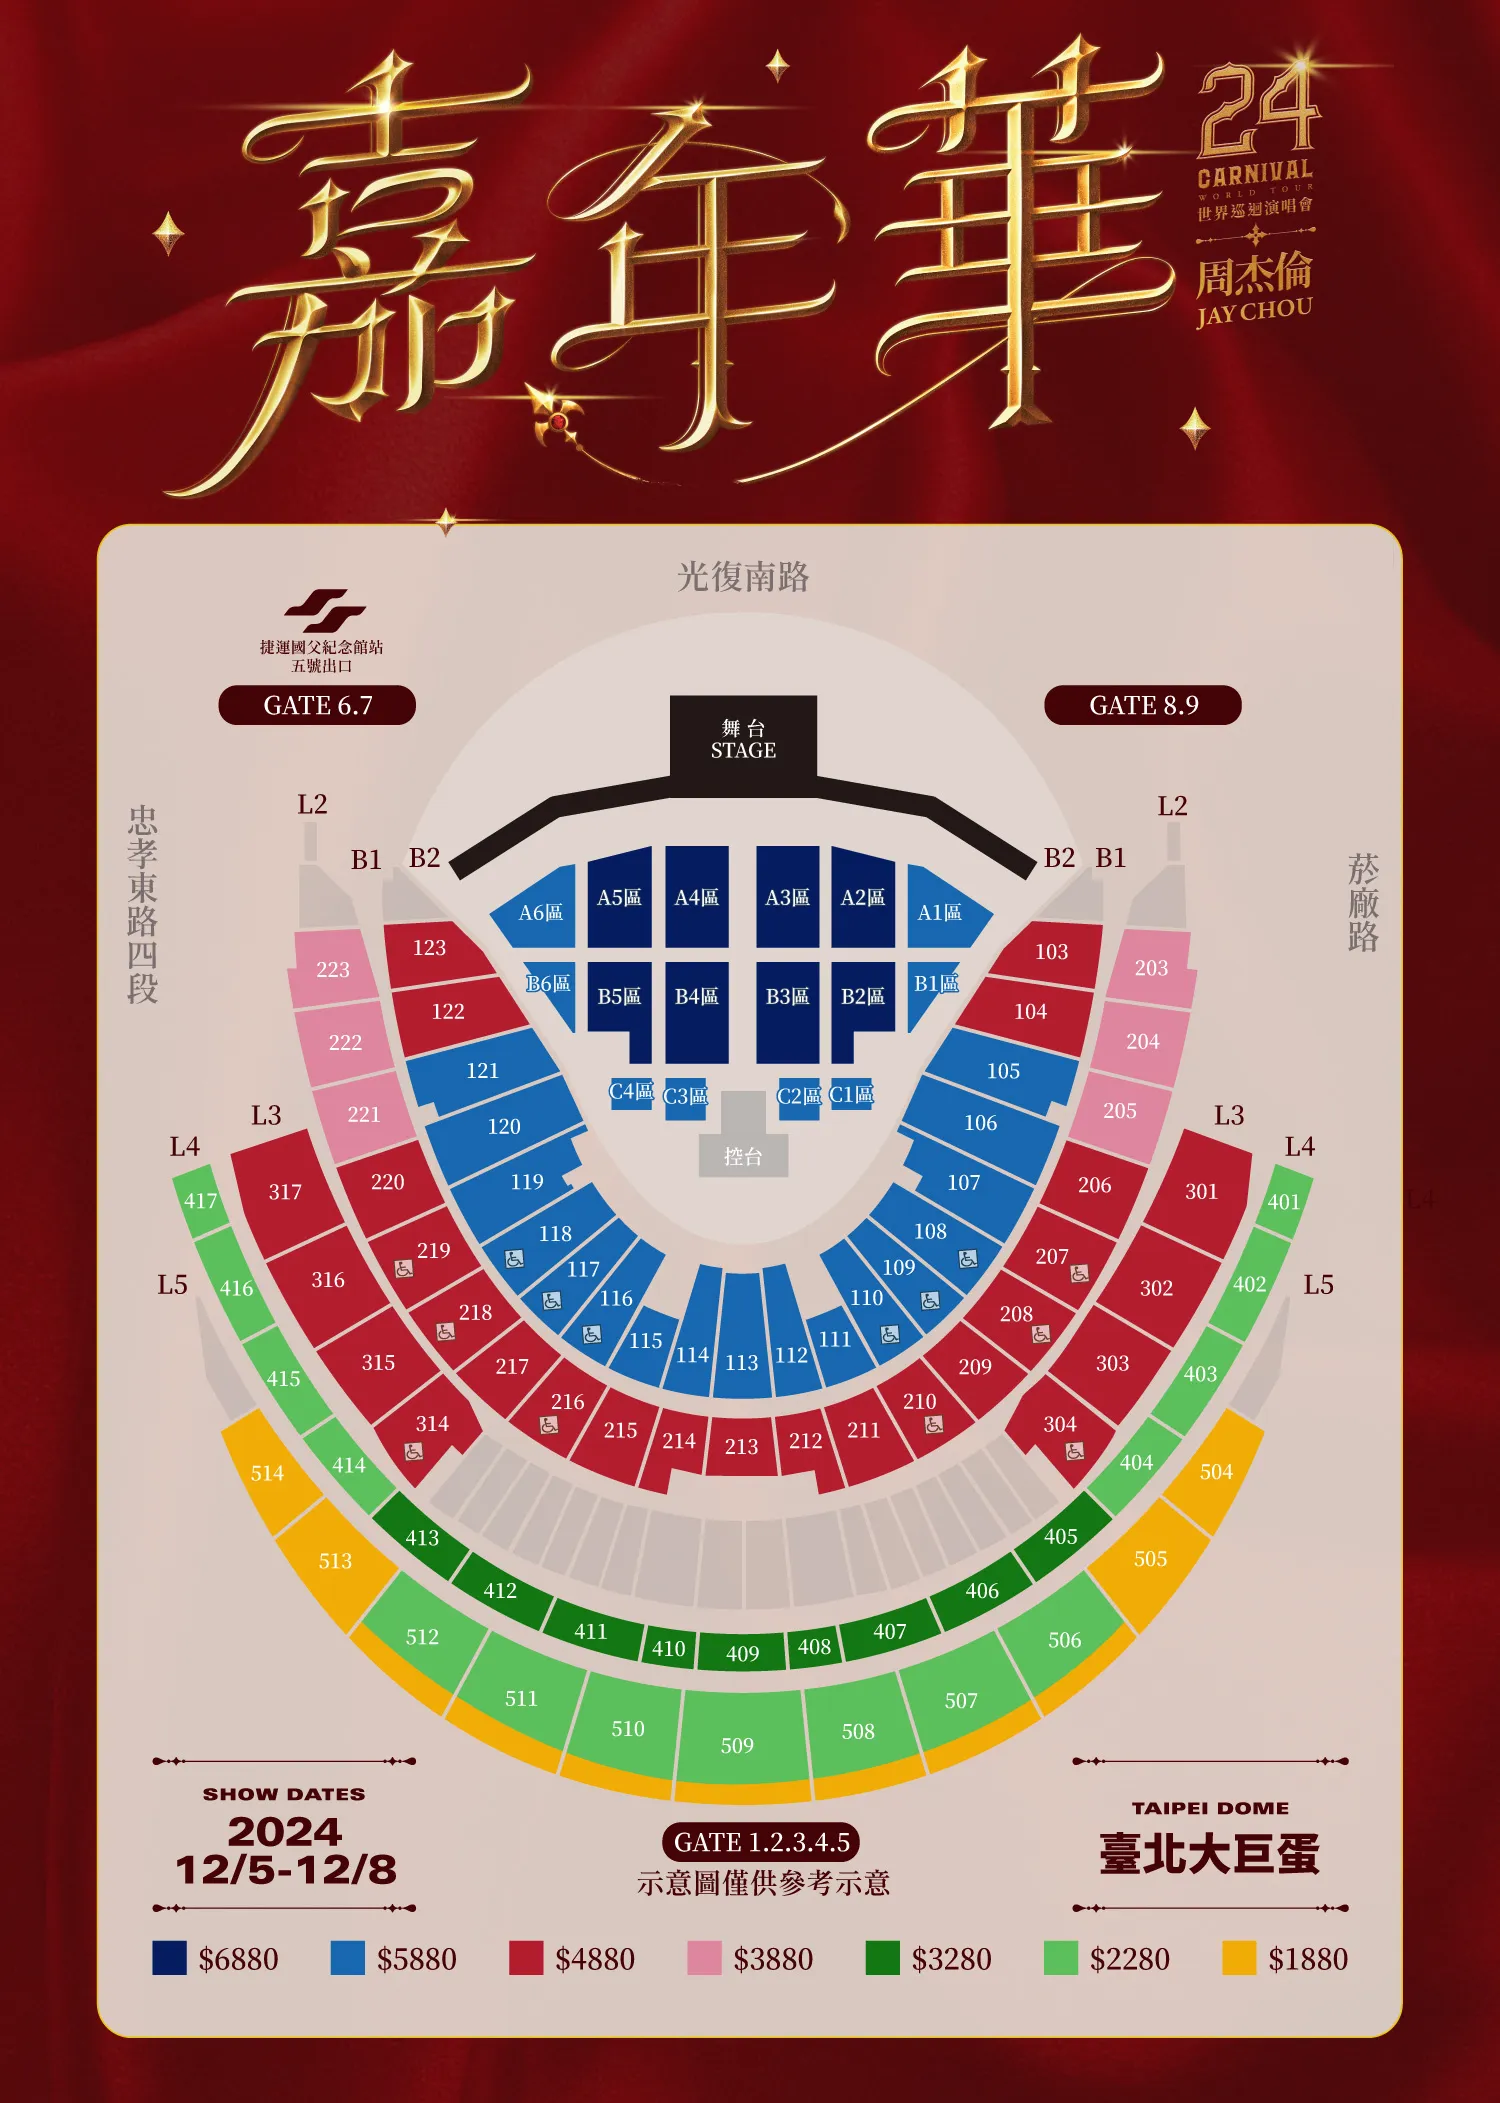 嘉年華
24
CARNIVAL
WORLD TOUR
世界巡迴演唱會
周杰倫
JAY CHOU
光復南路
捷運國父紀念館站
五號出口
GATE 6.7
GATE 8.9
舞台
STAGE
忠孝東路四段
菸廠路
L2
B1
B2
B2
B1
L2
A6區
A5區
A4區
A3區
A2區
A1區
B6區
B5區
B4區
B3區
B2區
B1區
C4區
C3區
C2區
C1區
控台
123
122
121
120
119
118
117
116
115
114
113
112
111
110
109
108
107
106
105
104
103
223
222
221
220
219
218
217
216
215
214
213
212
211
210
209
208
207
206
205
204
203
L3
L3
317
316
315
314
304
303
302
301
L4
L4
L4
417
416
415
414
413
412
411
410
409
408
407
406
405
404
403
402
401
L5
L5
514
513
512
511
510
509
508
507
506
505
504
SHOW DATES
2024
12/5-12/8
GATE 1.2.3.4.5
示意圖僅供參考示意
TAIPEI DOME
臺北大巨蛋
$6880
$5880
$4880
$3880
$3280
$2280
$1880